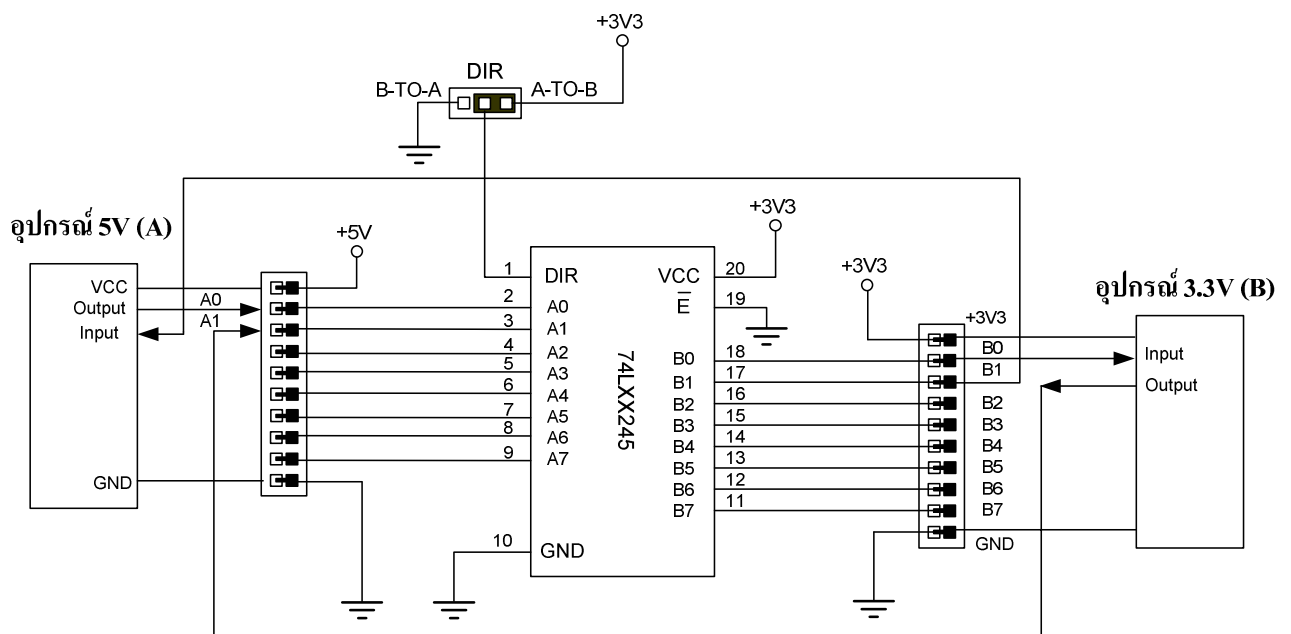 +3V3
DIR
B-TO-A
A-TO-B
อุปกรณ์ 5V (A)
+5V
+3V3
+3V3
อุปกรณ์ 3.3V (B)
VCC
Output
Input
GND
A0
A1
1
2
3
4
5
6
7
8
9
10
DIR
A0
A1
A2
A3
A4
A5
A6
A7
GND
74LXX245
VCC
E
B0
B1
B2
B3
B4
B5
B6
B7
20
19
18
17
16
15
14
13
12
11
+3V3
B0
B1
B2
B3
B4
B5
B6
B7
GND
Input
Output